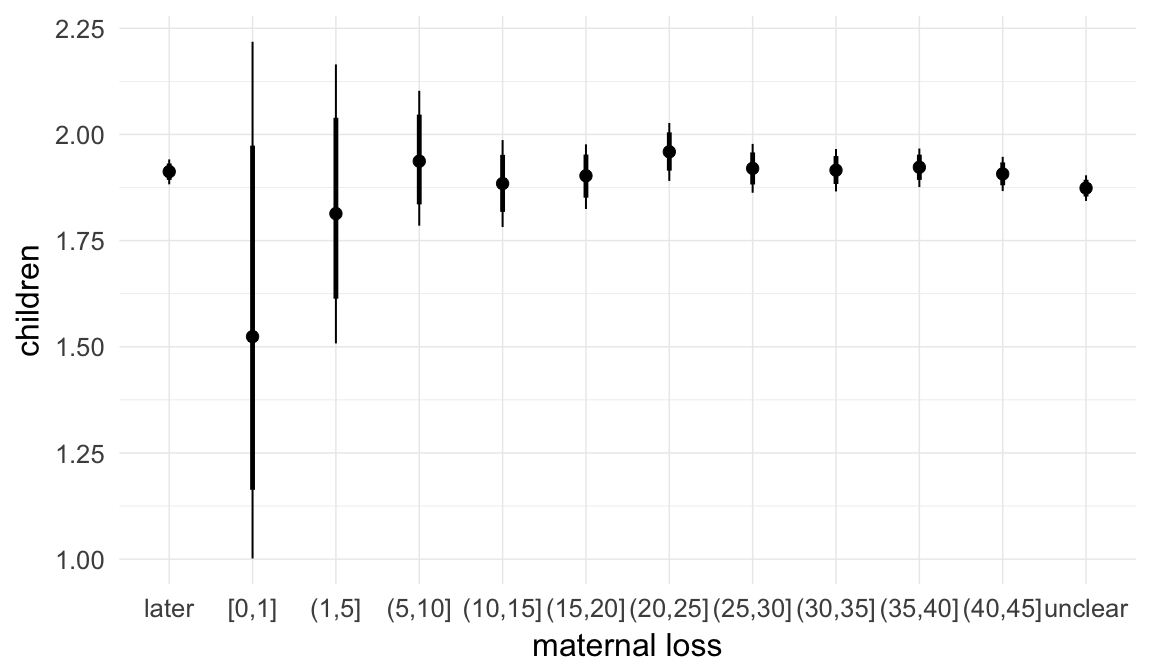 2.25
2.00
1.75
1.50
1.25
1.00
children
later [0,1] (1,5] (5,10] (10,15] (15,20] (20,25] (25,30] (30,35] (35,40] (40,45] unclear
maternal loss